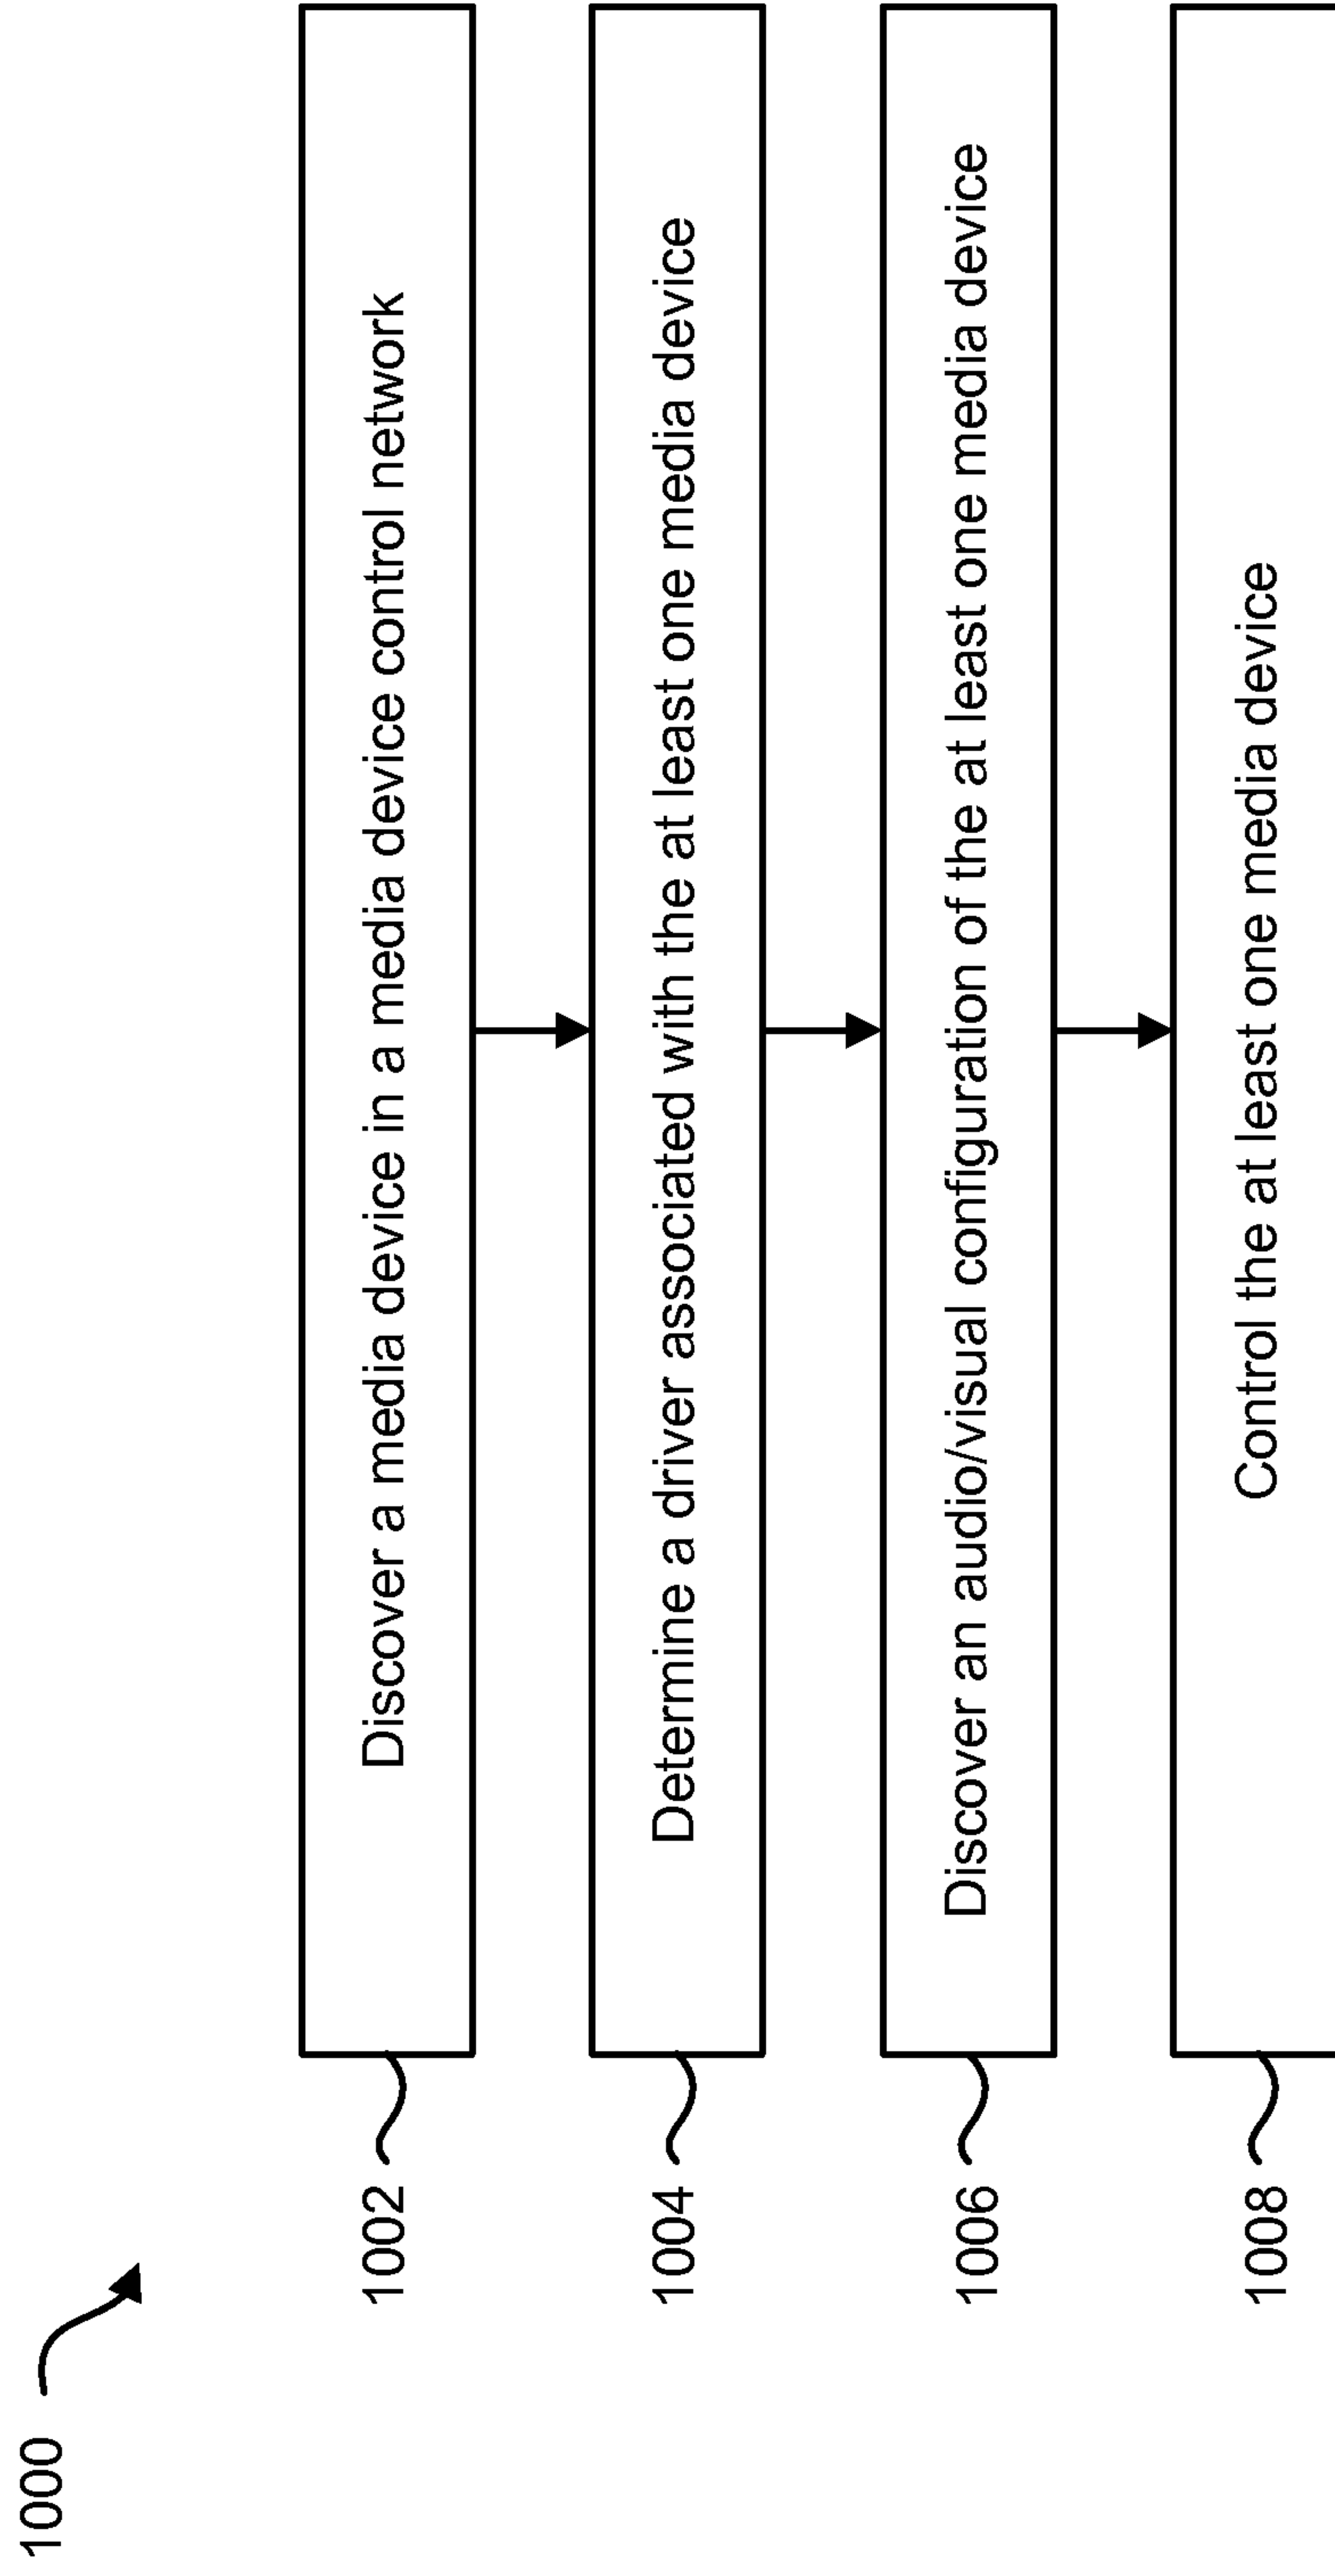 1000
1002
Discover a media device in a media device control network
1004
Determine a driver associated with the at least one media device
1006
Discover an audio/visual configuration of the at least one media device
1008
Control the at least one media device